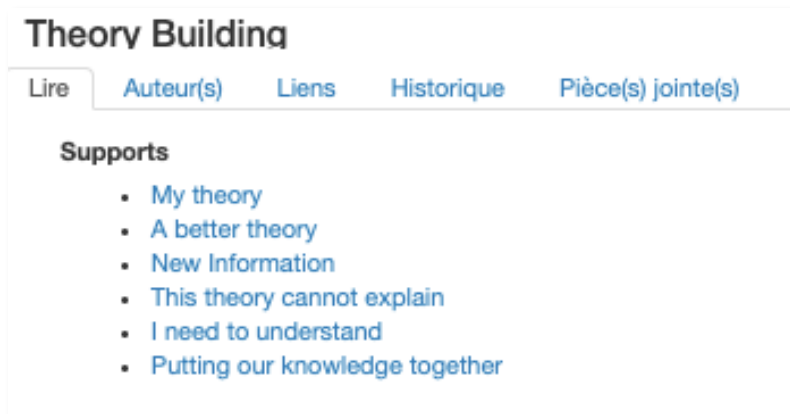 Theory Building
Lire Auteur(s) Liens Historique Pièce(s) jointe(s)
Supports
• My theory
• A better theory
• New Information
• This theory cannot explain
• I need to understand
• Putting our knowledge together